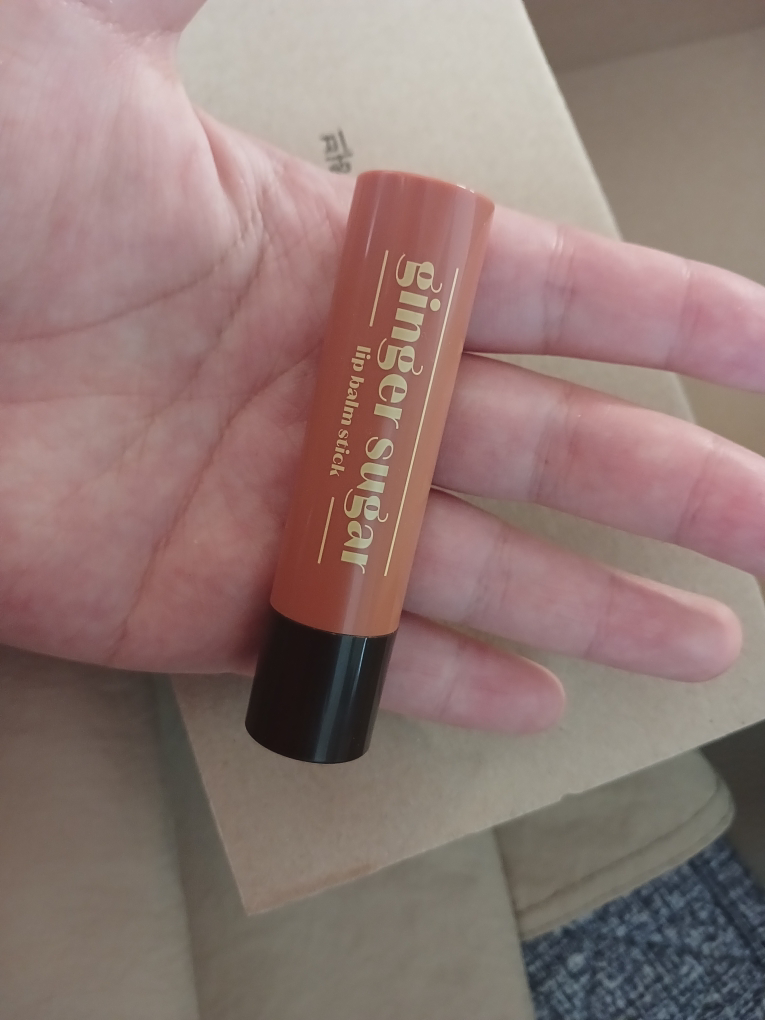 ginger sugar
lip balm stick